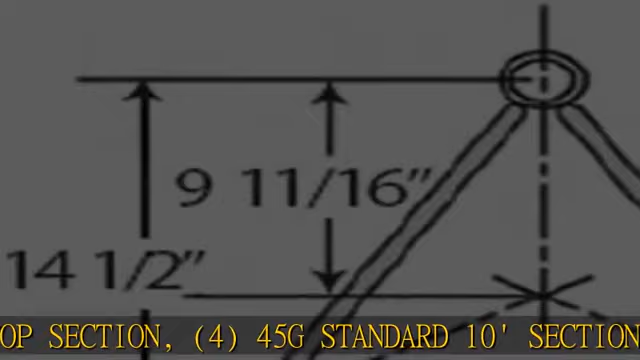 9 11/16”
14 1/2”
OP SECTION, (4) 45G STANDARD 10' SECTION